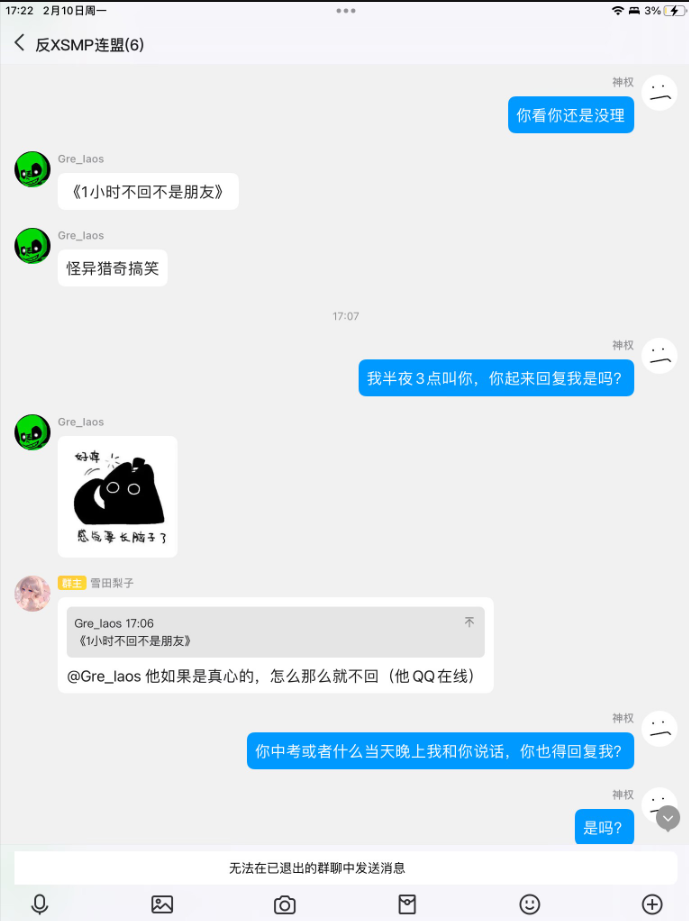 17:22 2月10日周一
3%
反XSMP连盟(6)
神权
你看你还是没理
Gre_laos
《1小时不回不是朋友》
Gre_laos
怪异猎奇搞笑
17:07
神权
我半夜3点叫你，你起来回复我是吗？
Gre_laos
好痒
感觉要长脑子了
群主 雪田梨子
Gre_laos 17:06
《1小时不回不是朋友》
@Gre_laos 他如果是真心的，怎么那么就不回（他QQ在线）
神权
你中考或者什么当天晚上我和你说话，你也得回复我？
神权
是吗？
无法在已退出的群聊中发送消息